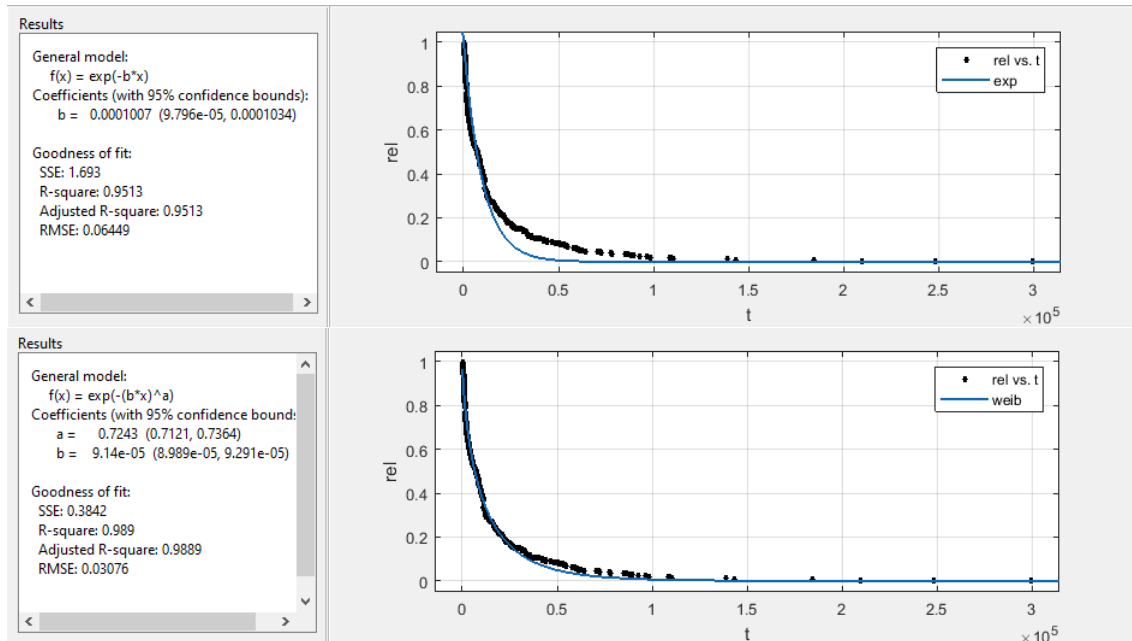 Results
General model:
f(x) = exp(-b*x)
Coefficients (with 95% confidence bounds):
b = 0.0001007 (9.796e-05, 0.0001034)
Goodness of fit:
SSE: 1.693
R-square: 0.9513
Adjusted R-square: 0.9513
RMSE: 0.06449
1
0.8
0.6
0.4
0.2
0
rel
rel vs. t
exp
0 0.5 1 1.5 2 2.5 3
t
×10^5
Results
General model:
f(x) = exp(-(b*x)^a)
Coefficients (with 95% confidence bounds
a = 0.7243 (0.7121, 0.7364)
b = 9.14e-05 (8.989e-05, 9.291e-05)
Goodness of fit:
SSE: 0.3842
R-square: 0.989
Adjusted R-square: 0.9889
RMSE: 0.03076
1
0.8
0.6
0.4
0.2
0
rel
rel vs. t
weib
0 0.5 1 1.5 2 2.5 3
t
×10^5